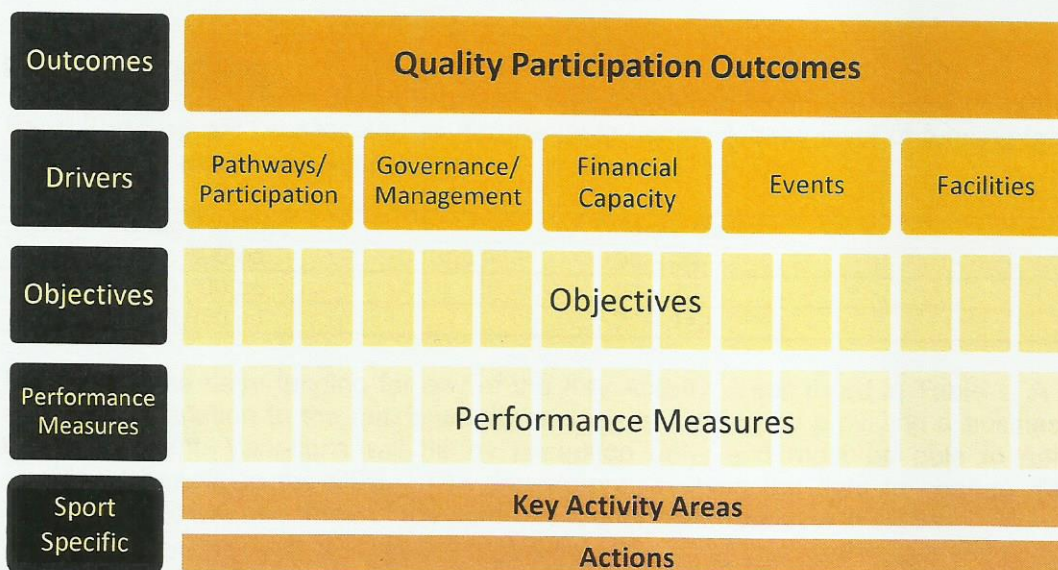 Outcomes
Quality Participation Outcomes
Drivers
Pathways/
Participation
Governance/
Management
Financial
Capacity
Events
Facilities
Objectives
Objectives
Performance
Measures
Performance Measures
Sport
Specific
Key Activity Areas
Actions